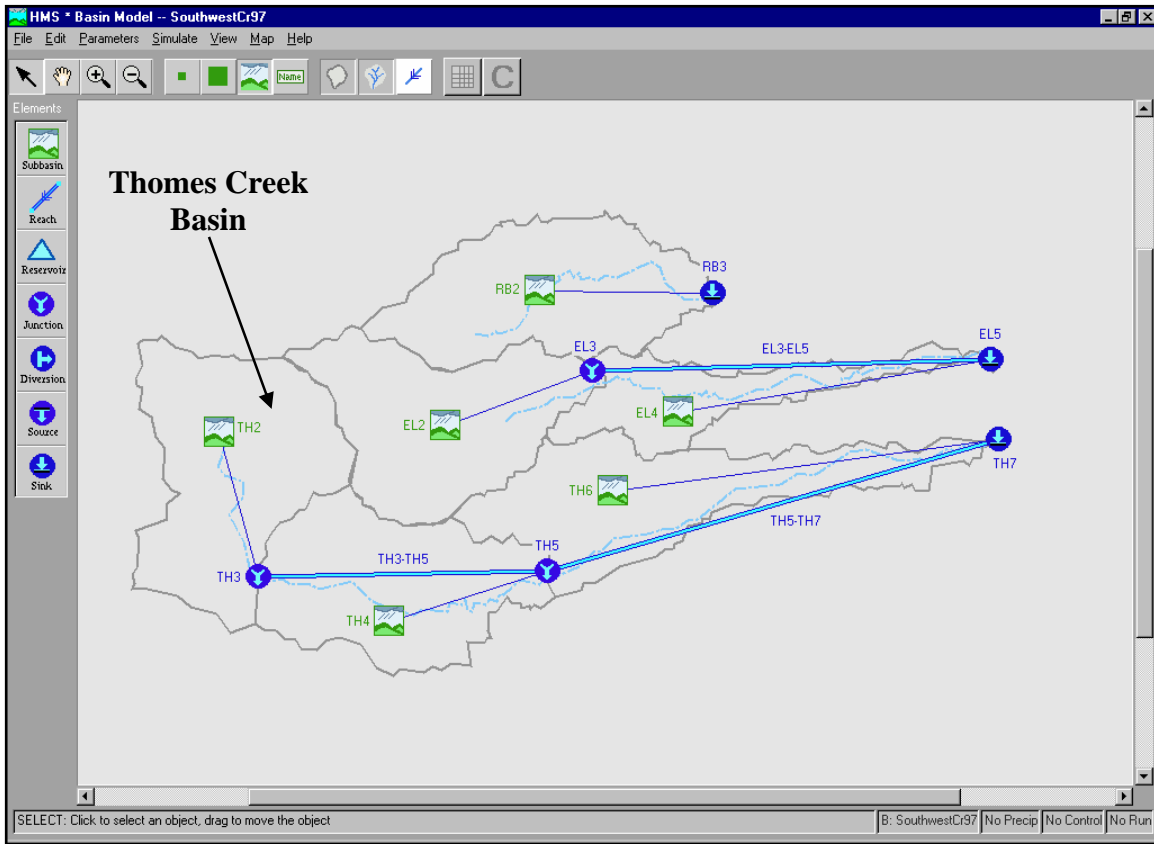 HMS * Basin Model -- SouthwestCr97
File Edit Parameters Simulate View Map Help
Name
C
Elements
Subbasin
Reach
Reservoir
Junction
Diversion
Source
Sink
Thomes Creek
Basin
RB3
RB2
EL3
EL3-EL5
EL5
EL4
EL2
TH2
TH7
TH6
TH5-TH7
TH5
TH3-TH5
TH3
TH4
SELECT: Click to select an object, drag to move the object
B: SouthwestCr97 No Precip No Control No Run